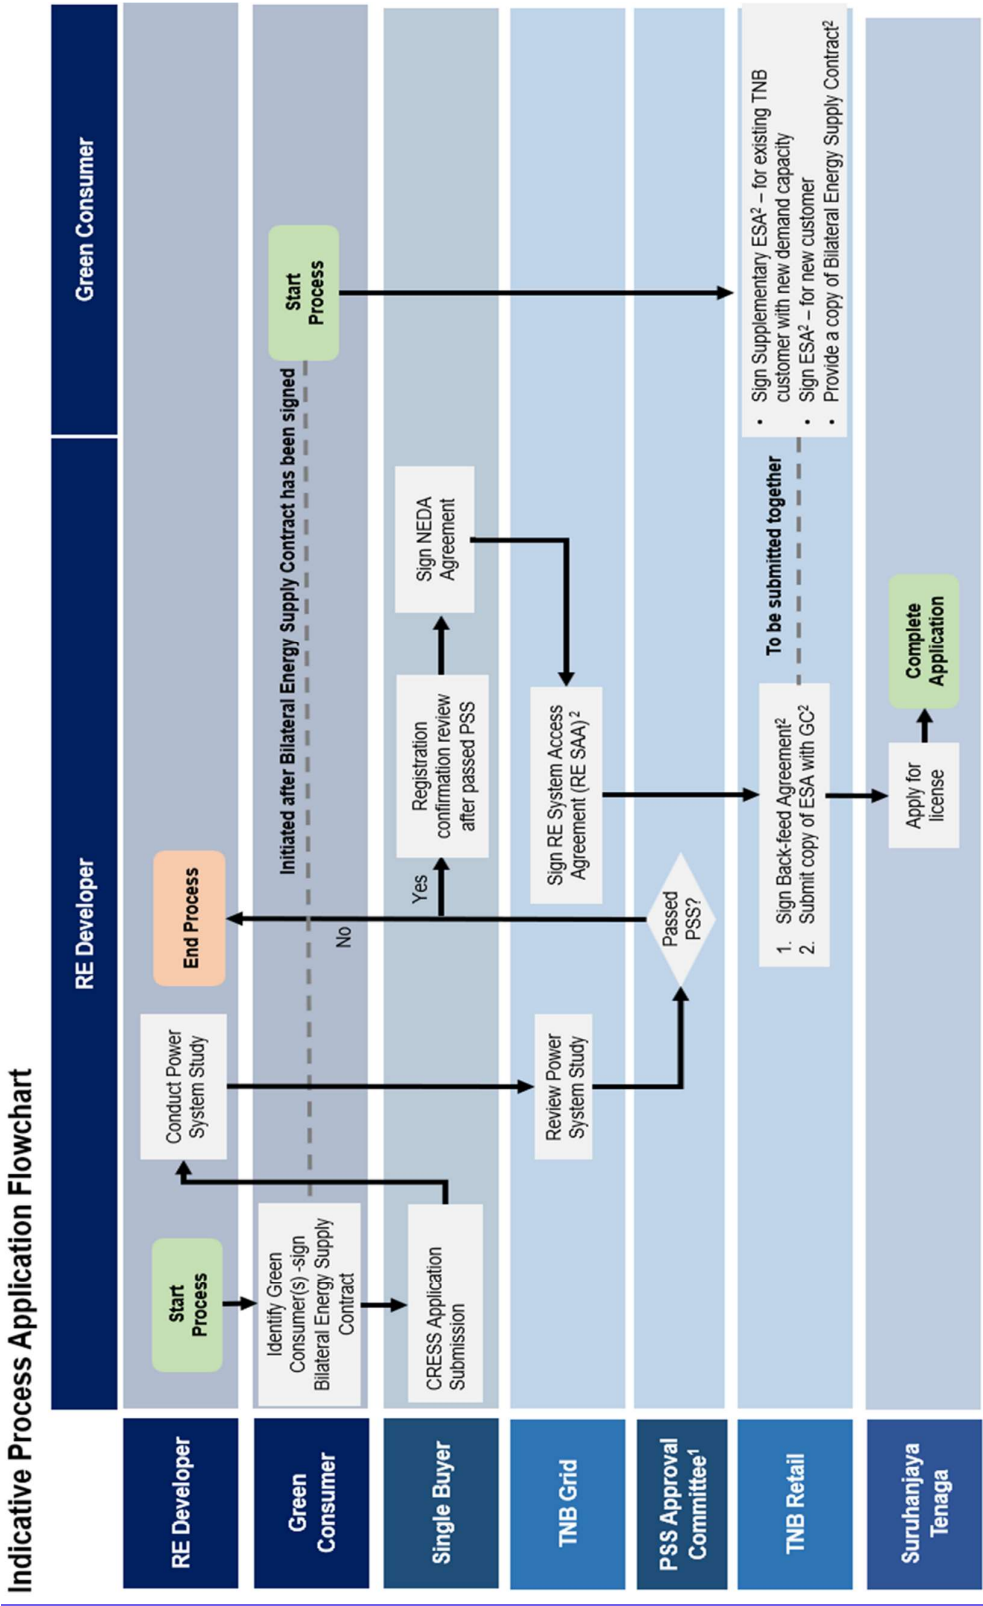 Indicative Process Application Flowchart
RE Developer
Green Consumer
RE Developer
Start
Process
Conduct Power
System Study
End Process
Green
Consumer
Identify Green
Consumer(s) -sign
Bilateral Energy Supply
Contract
Initiated after Bilateral Energy Supply Contract has been signed
No
Start
Process
Single Buyer
CRESS Application
Submission
Yes
Registration
confirmation review
after passed PSS
Sign NEDA
Agreement
TNB Grid
Review Power
System Study
Sign RE System Access
Agreement (RE SAA)²
PSS Approval
Committee¹
Passed
PSS?
TNB Retail
1. Sign Back-feed Agreement²
2. Submit copy of ESA with GC²
To be submitted together
• Sign Supplementary ESA² – for existing TNB
customer with new demand capacity
• Sign ESA² – for new customer
• Provide a copy of Bilateral Energy Supply Contract²
Suruhanjaya
Tenaga
Apply for
license
Complete
Application